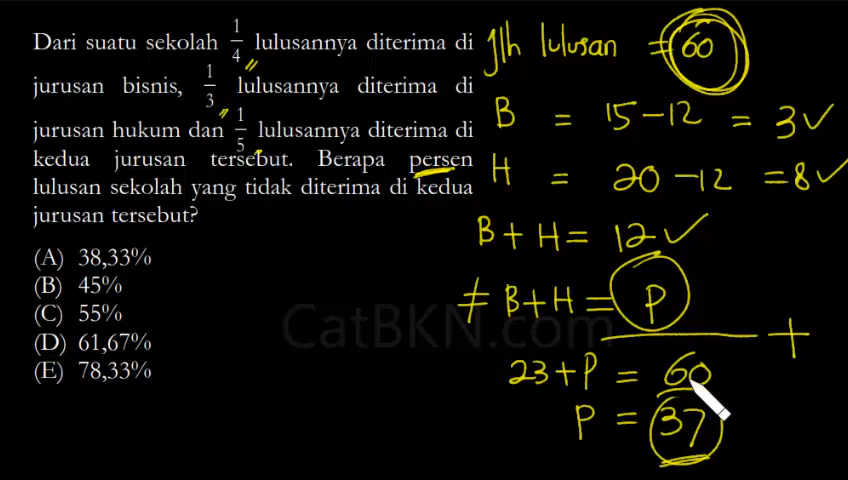 Dari suatu sekolah 1/4 lulusannya diterima di
jurusan bisnis, 1/3 lulusannya diterima di
jurusan hukum dan 1/5 lulusannya diterima di
kedua jurusan tersebut. Berapa persen
lulusan sekolah yang tidak diterima di kedua
jurusan tersebut?
(A) 38,33%
(B) 45%
(C) 55%
(D) 61,67%
(E) 78,33%
Jlh lulusan = 60
B = 15 - 12 = 3 ✓
H = 20 - 12 = 8 ✓
B + H = 12 ✓
≠ B + H = P
+
23 + P = 60
P = 37
CatBKN.com